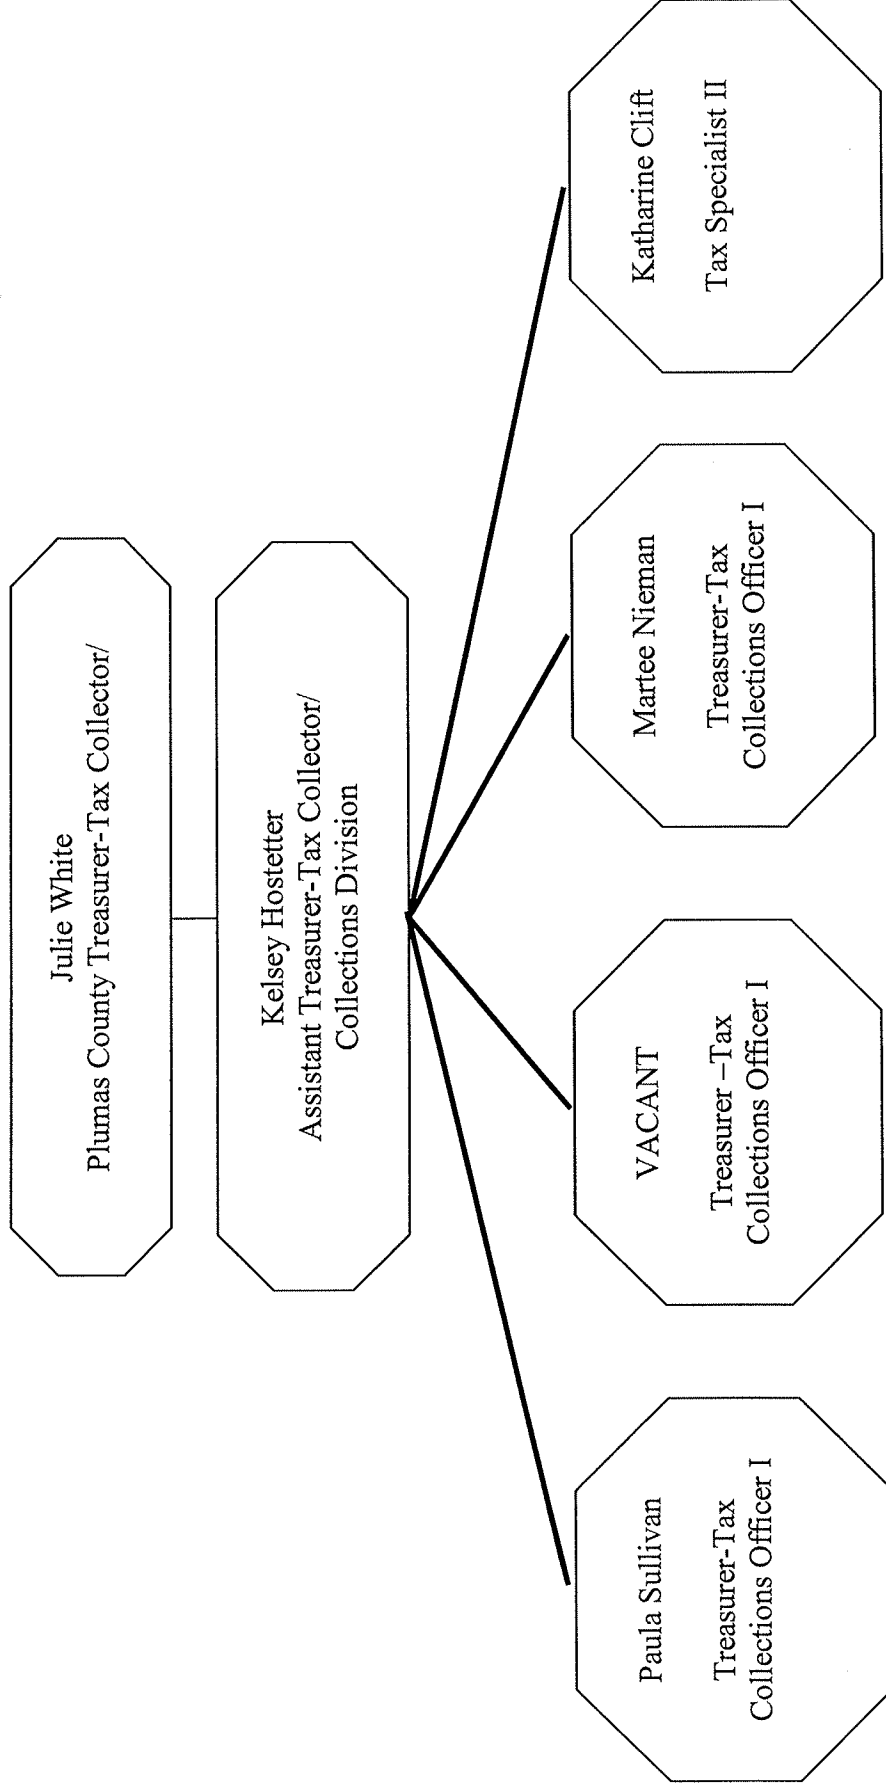 Julie White
Plumas County Treasurer-Tax Collector/
Kelsey Hostetter
Assistant Treasurer-Tax Collector/
Collections Division
Paula Sullivan
Treasurer-Tax
Collections Officer I
VACANT
Treasurer –Tax
Collections Officer I
Martee Nieman
Treasurer-Tax
Collections Officer I
Katharine Clift
Tax Specialist II